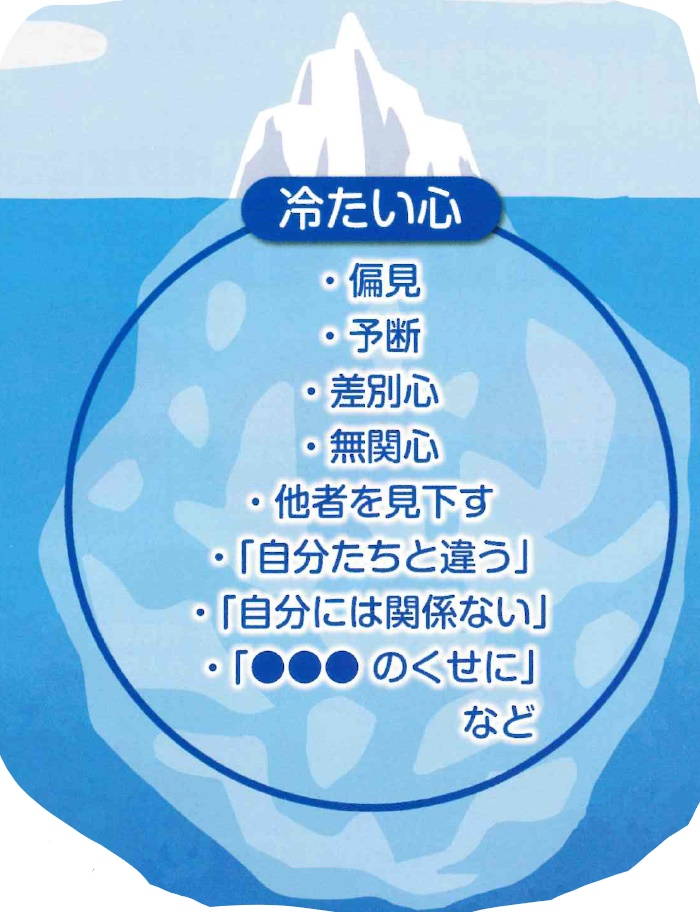 冷たい心
・偏見
・予断
・差別心
・無関心
・他者を見下す
・「自分たちと違う」
・「自分には関係ない」
・「●●●のくせに」
など